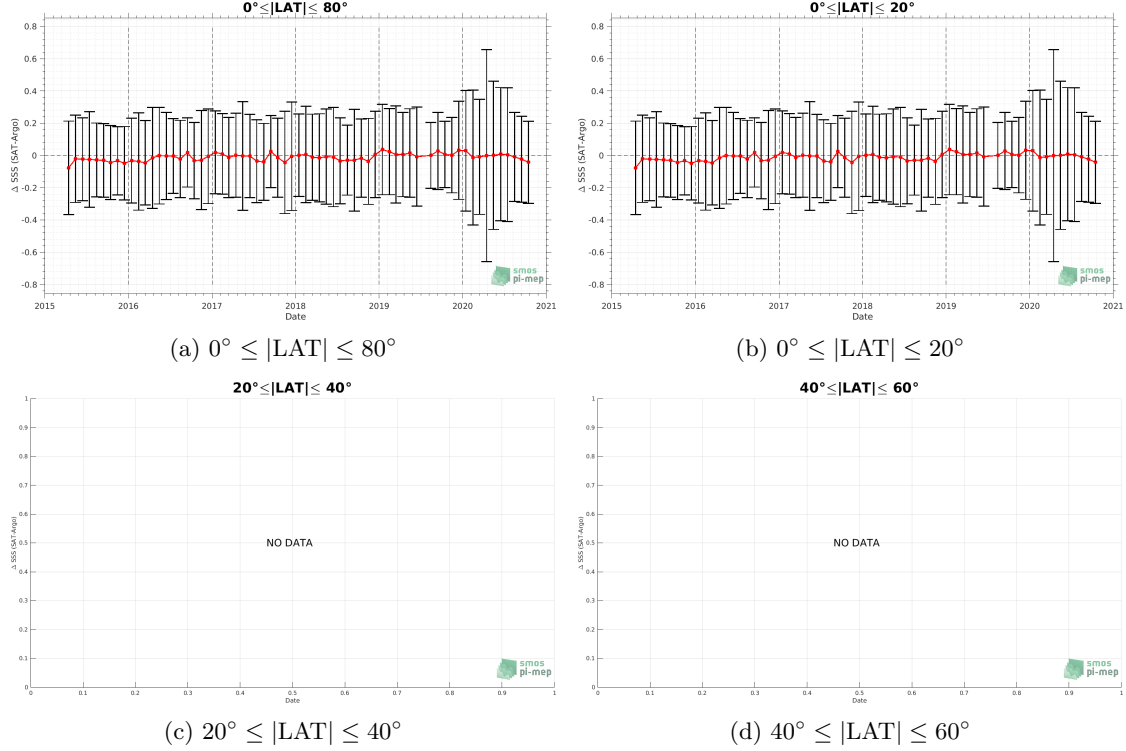 0°≤|LAT|≤ 80°
Δ SSS (SAT-Argo)
0.8
0.6
0.4
0.2
0
-0.2
-0.4
-0.6
-0.8
2015 2016 2017 2018 2019 2020 2021
Date
smos
pi-mep
(a) 0° ≤ |LAT| ≤ 80°
0°≤|LAT|≤ 20°
Δ SSS (SAT-Argo)
0.8
0.6
0.4
0.2
0
-0.2
-0.4
-0.6
-0.8
2015 2016 2017 2018 2019 2020 2021
Date
smos
pi-mep
(b) 0° ≤ |LAT| ≤ 20°
20°≤|LAT|≤ 40°
Δ SSS (SAT-Argo)
1
0.9
0.8
0.7
0.6
0.5
0.4
0.3
0.2
0.1
0
NO DATA
0 0.1 0.2 0.3 0.4 0.5 0.6 0.7 0.8 0.9 1
Date
smos
pi-mep
(c) 20° ≤ |LAT| ≤ 40°
40°≤|LAT|≤ 60°
Δ SSS (SAT-Argo)
1
0.9
0.8
0.7
0.6
0.5
0.4
0.3
0.2
0.1
0
NO DATA
0 0.1 0.2 0.3 0.4 0.5 0.6 0.7 0.8 0.9 1
Date
smos
pi-mep
(d) 40° ≤ |LAT| ≤ 60°